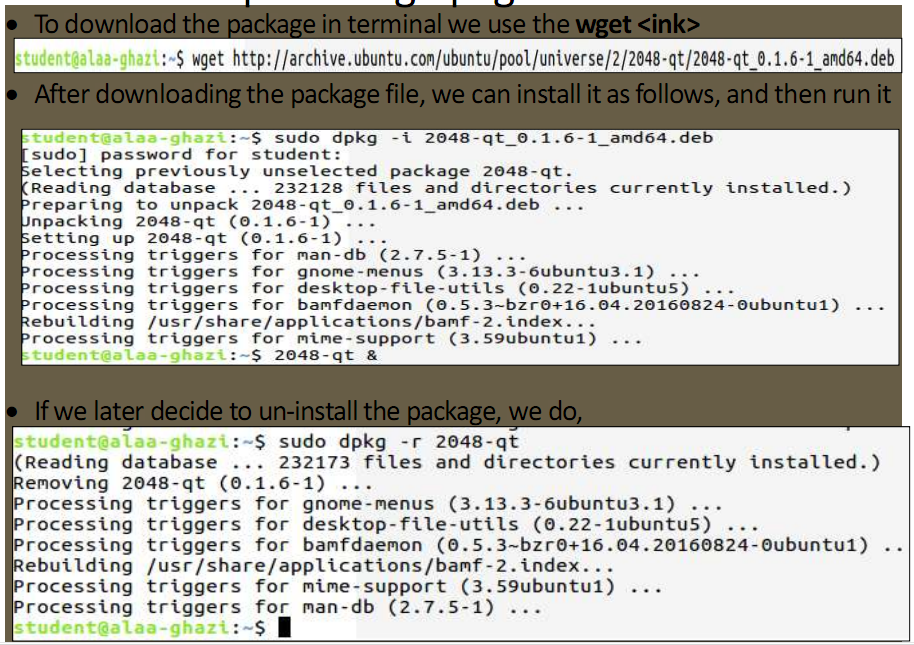 • To download the package in terminal we use the wget <ink>
student@alaa-ghazi:~$ wget http://archive.ubuntu.com/ubuntu/pool/universe/2/2048-qt/2048-qt_0.1.6-1_amd64.deb
• After downloading the package file, we can install it as follows, and then run it
student@alaa-ghazi:~$ sudo dpkg -i 2048-qt_0.1.6-1_amd64.deb
[sudo] password for student:
Selecting previously unselected package 2048-qt.
(Reading database ... 232128 files and directories currently installed.)
Preparing to unpack 2048-qt_0.1.6-1_amd64.deb ...
Unpacking 2048-qt (0.1.6-1) ...
Setting up 2048-qt (0.1.6-1) ...
Processing triggers for man-db (2.7.5-1) ...
Processing triggers for gnome-menus (3.13.3-6ubuntu3.1) ...
Processing triggers for desktop-file-utils (0.22-1ubuntu5) ...
Processing triggers for bamfdaemon (0.5.3~bzr0+16.04.20160824-0ubuntu1) ...
Rebuilding /usr/share/applications/bamf-2.index...
Processing triggers for mime-support (3.59ubuntu1) ...
student@alaa-ghazi:~$ 2048-qt &
• If we later decide to un-install the package, we do,
student@alaa-ghazi:~$ sudo dpkg -r 2048-qt
(Reading database ... 232173 files and directories currently installed.)
Removing 2048-qt (0.1.6-1) ...
Processing triggers for gnome-menus (3.13.3-6ubuntu3.1) ...
Processing triggers for desktop-file-utils (0.22-1ubuntu5) ...
Processing triggers for bamfdaemon (0.5.3~bzr0+16.04.20160824-0ubuntu1) ..
Rebuilding /usr/share/applications/bamf-2.index...
Processing triggers for mime-support (3.59ubuntu1) ...
Processing triggers for man-db (2.7.5-1) ...
student@alaa-ghazi:~$